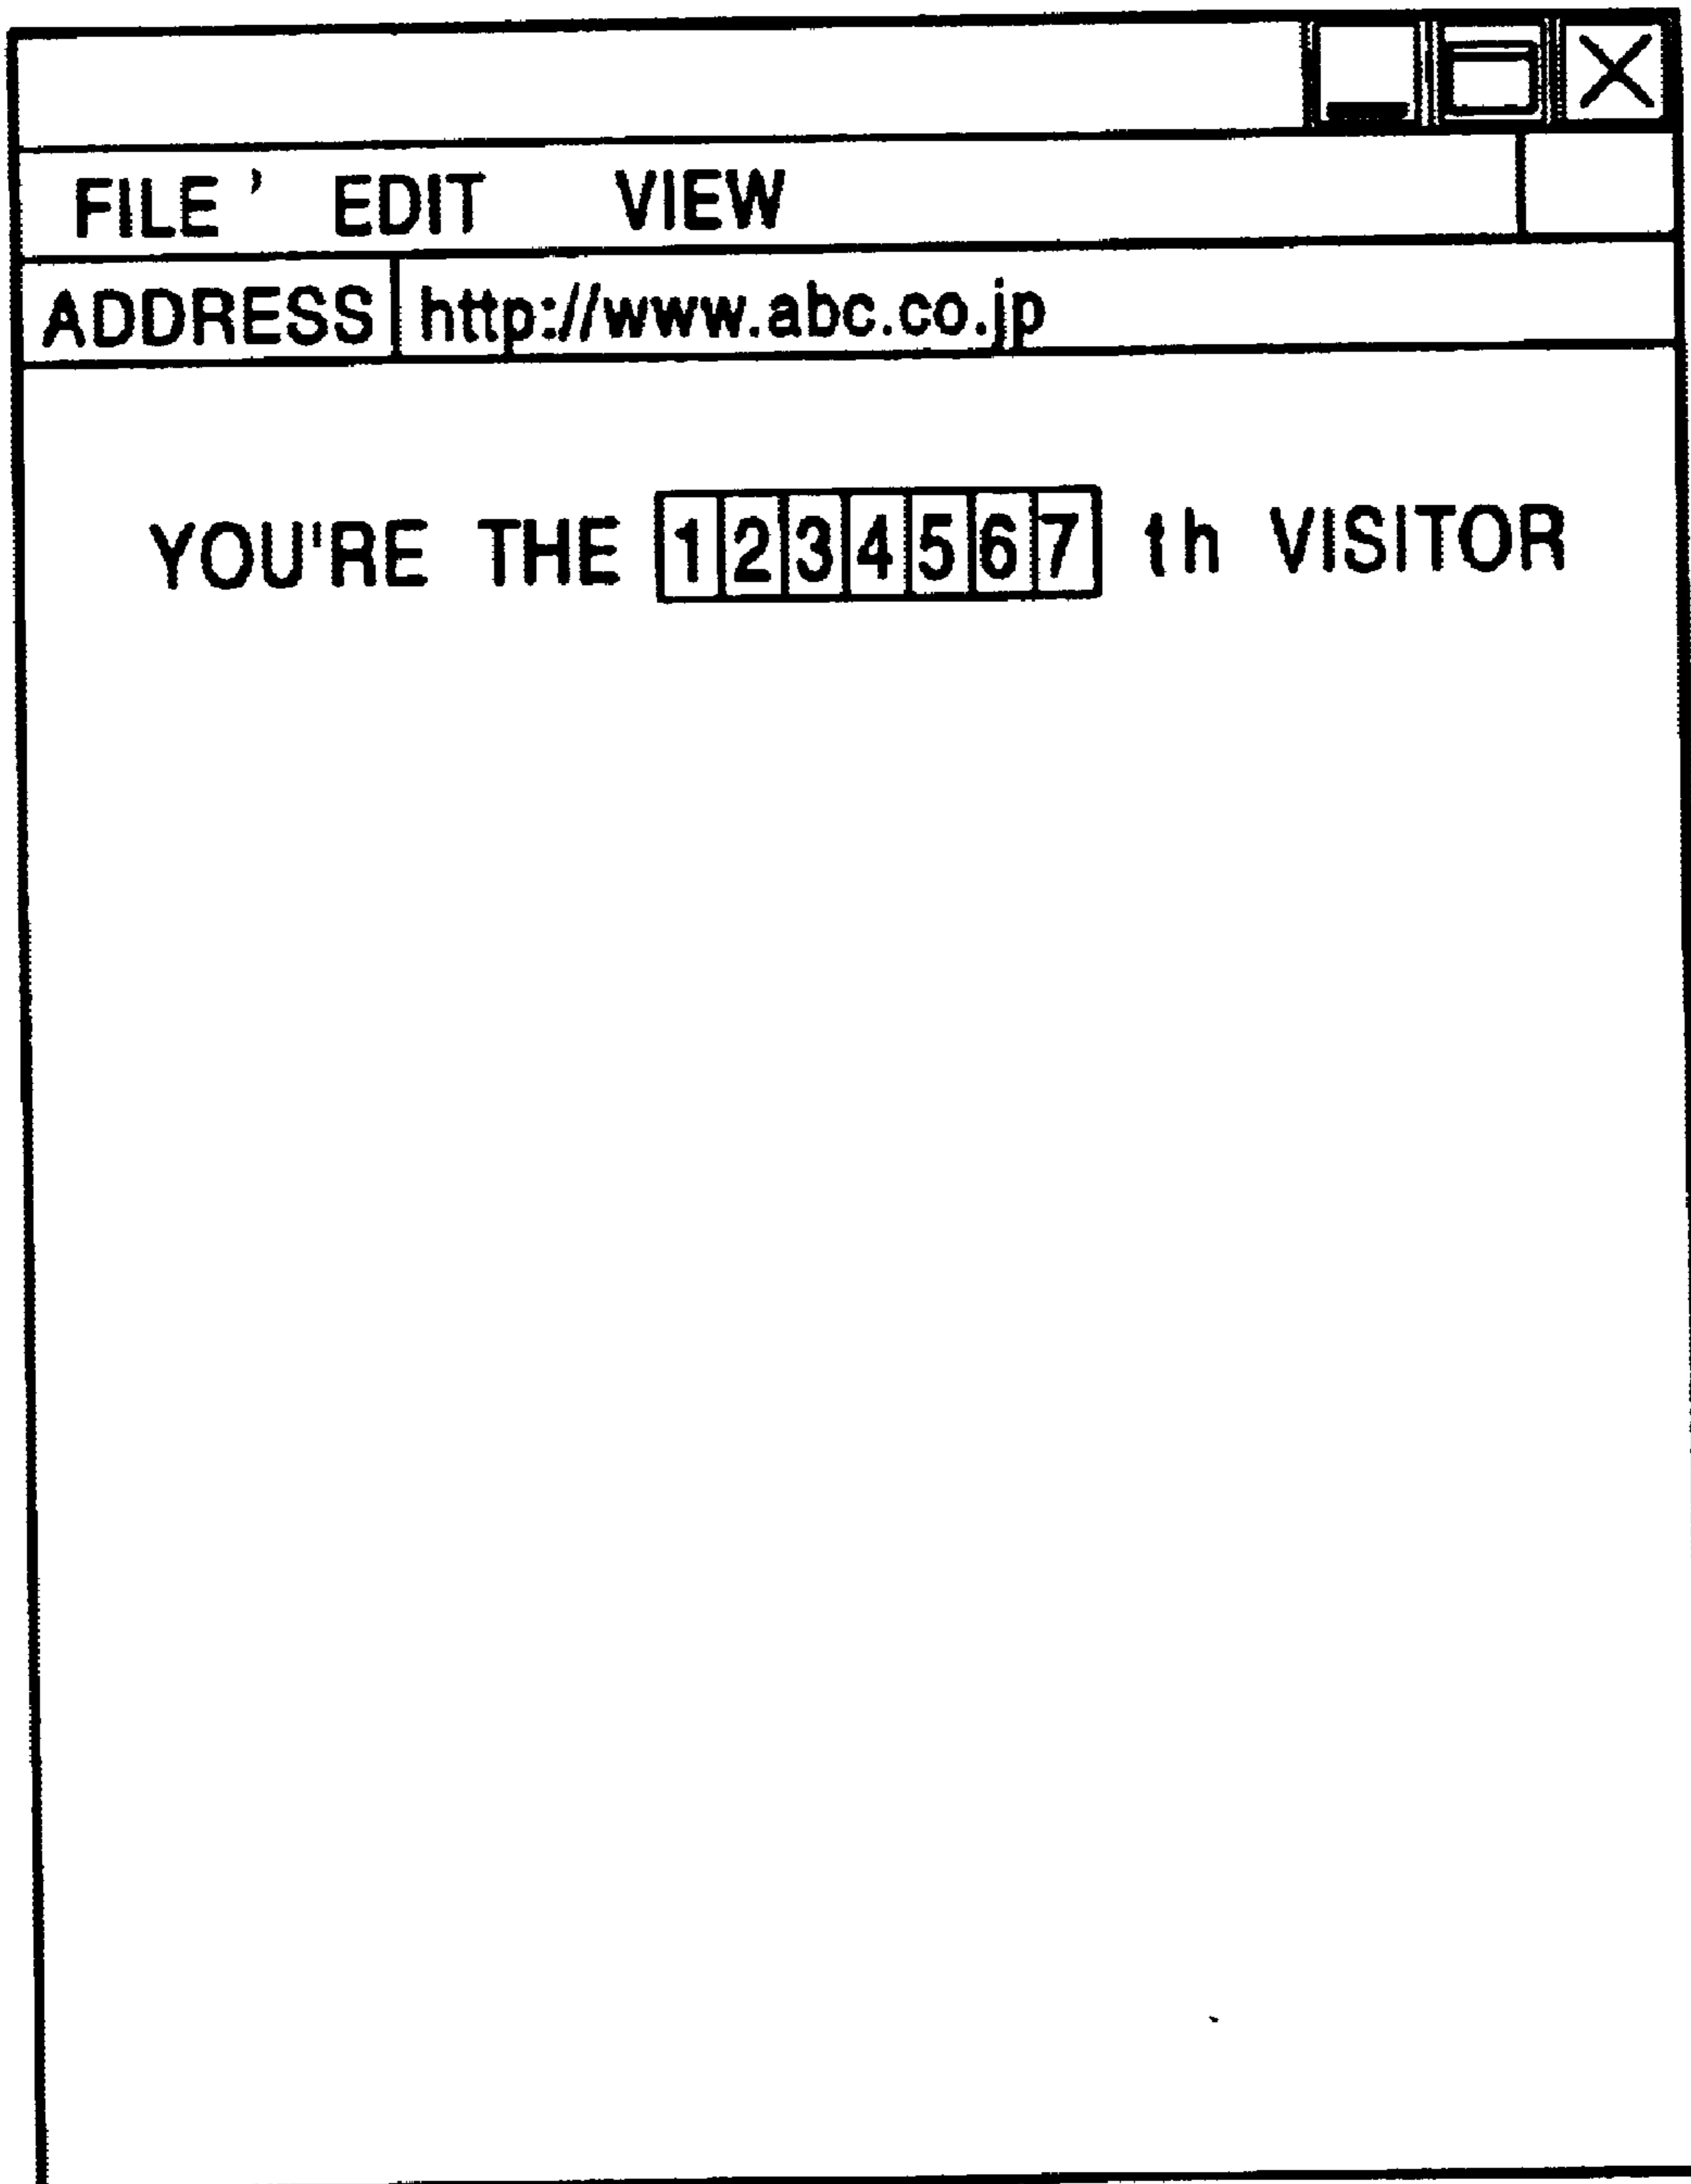 FILE EDIT VIEW
ADDRESS http://www.abc.co.jp
YOU'RE THE 1234567 th VISITOR